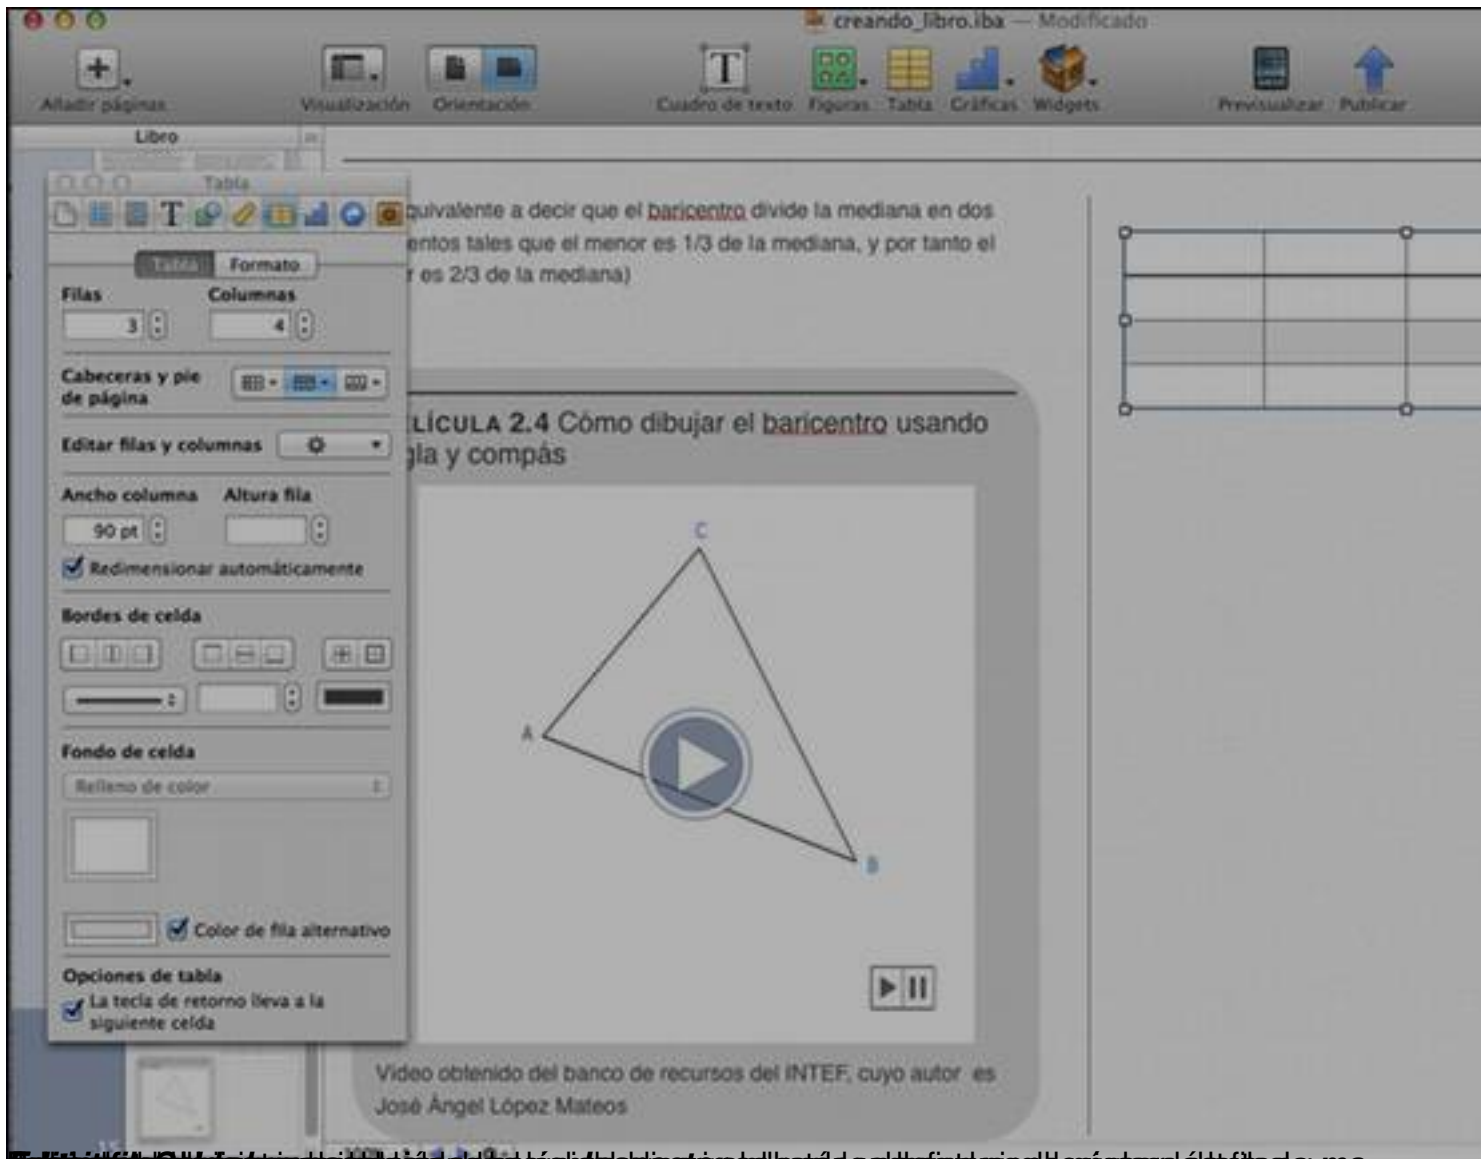 creando_libro.iba — Modificado
Añadir páginas
Visualización
Orientación
Cuadro de texto
Figuras
Tabla
Gráficas
Widgets
Previsualizar
Publicar
Libro
Tabla
Tabla
Formato
Filas
Columnas
3
4
Cabeceras y pie
de página
Editar filas y columnas
Ancho columna
Altura fila
90 pt
Redimensionar automáticamente
Bordes de celda
Fondo de celda
Relleno de color
Color de fila alternativo
Opciones de tabla
La tecla de retorno lleva a la
siguiente celda
quivalente a decir que el baricentro divide la mediana en dos
entos tales que el menor es 1/3 de la mediana, y por tanto el
r es 2/3 de la mediana)
LÍCULA 2.4 Cómo dibujar el baricentro usando
gla y compás
C
A
B
Video obtenido del banco de recursos del INTEF, cuyo autor es
José Ángel López Mateos
15